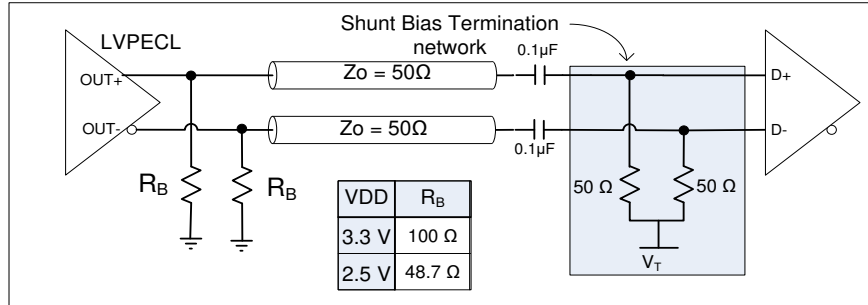 Shunt Bias Termination
network
LVPECL
OUT+
OUT-
Zo = 50Ω
Zo = 50Ω
0.1µF
0.1µF
D+
D-
R_B
R_B
50 Ω
50 Ω
V_T
VDD R_B
3.3 V 100 Ω
2.5 V 48.7 Ω